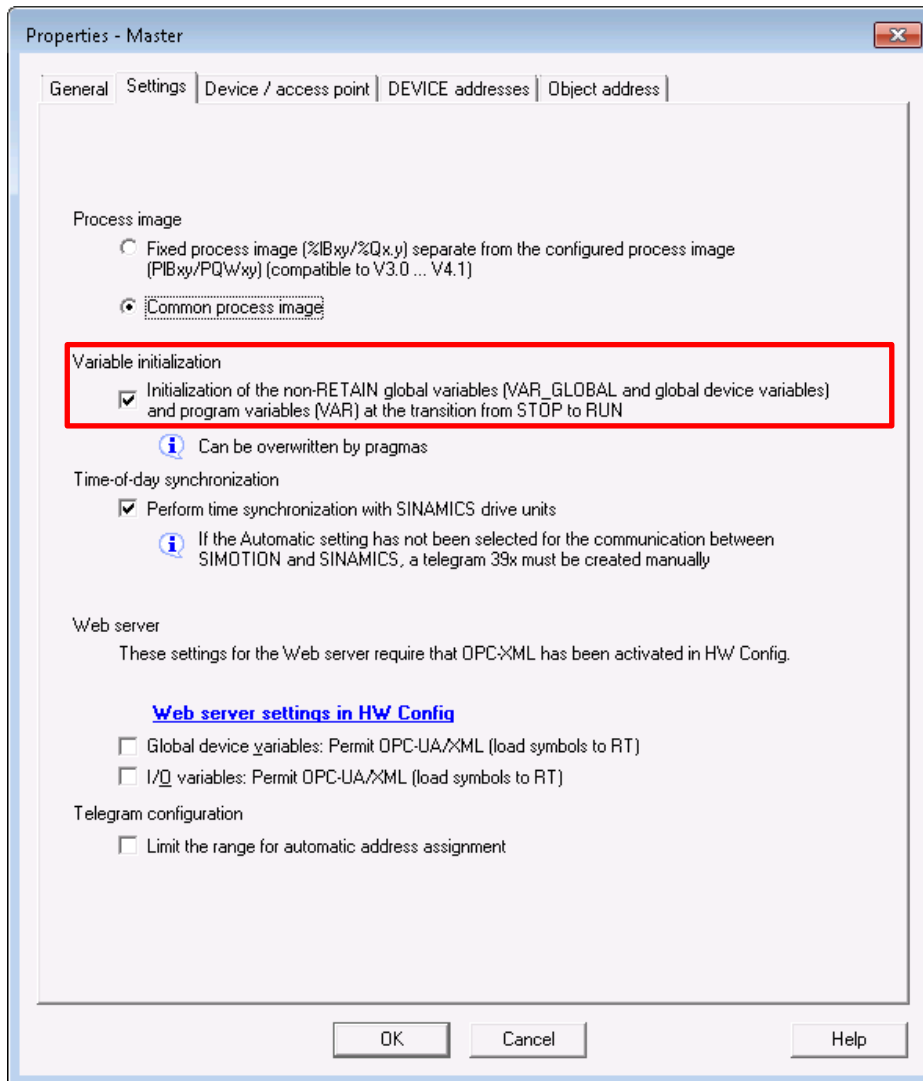 Properties - Master
General
Settings
Device / access point
DEVICE addresses
Object address
Process image
Fixed process image (%IBxy/%Qx.y) separate from the configured process image
(PIBxy/PQWxy) (compatible to V3.0 ... V4.1)
Common process image
Variable initialization
Initialization of the non-RETAIN global variables (VAR_GLOBAL and global device variables)
and program variables (VAR) at the transition from STOP to RUN
Can be overwritten by pragmas
Time-of-day synchronization
Perform time synchronization with SINAMICS drive units
If the Automatic setting has not been selected for the communication between
SIMOTION and SINAMICS, a telegram 39x must be created manually
Web server
These settings for the Web server require that OPC-XML has been activated in HW Config.
Web server settings in HW Config
Global device variables: Permit OPC-UA/XML (load symbols to RT)
I/O variables: Permit OPC-UA/XML (load symbols to RT)
Telegram configuration
Limit the range for automatic address assignment
OK
Cancel
Help